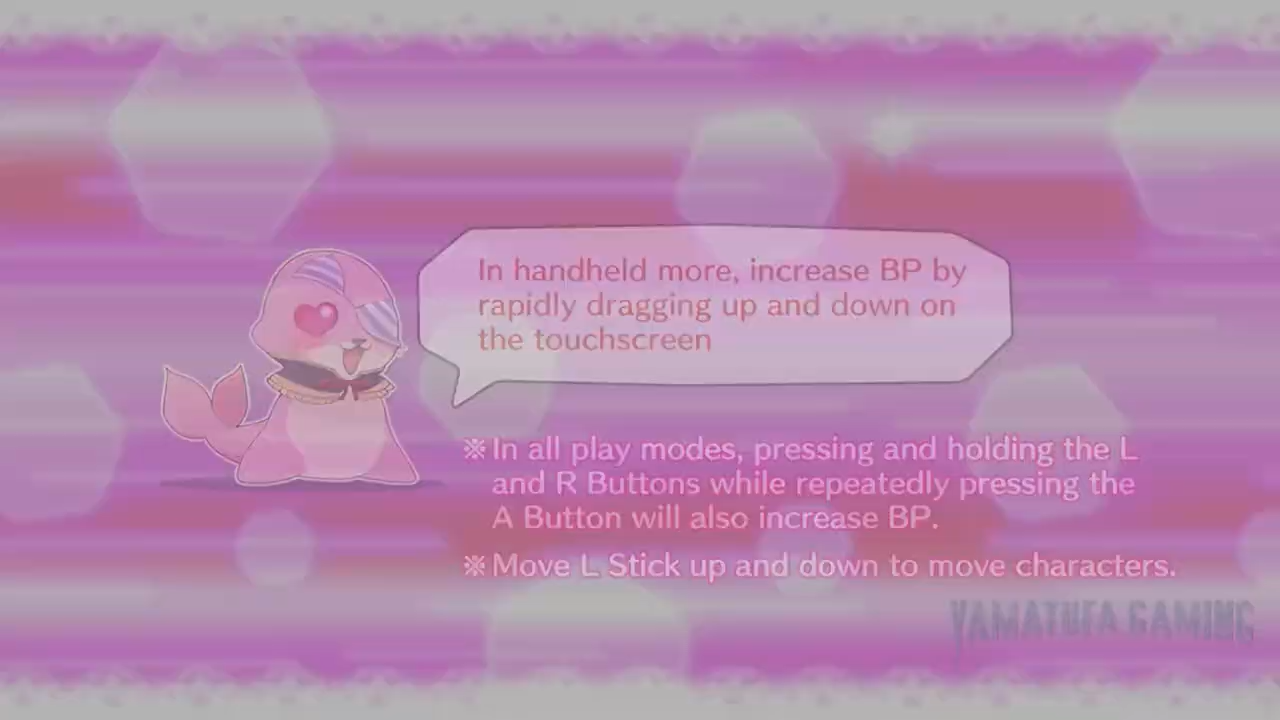 In handheld more, increase BP by
rapidly dragging up and down on
the touchscreen
※In all play modes, pressing and holding the L
and R Buttons while repeatedly pressing the
A Button will also increase BP.
※Move L Stick up and down to move characters.
YAMATUFA GAMING